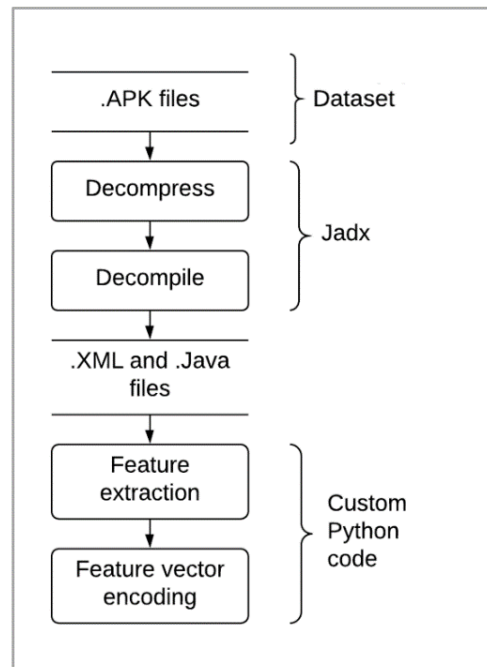 .APK files
Dataset
Decompress
Jadx
Decompile
.XML and .Java
files
Feature
extraction
Custom
Python
code
Feature vector
encoding